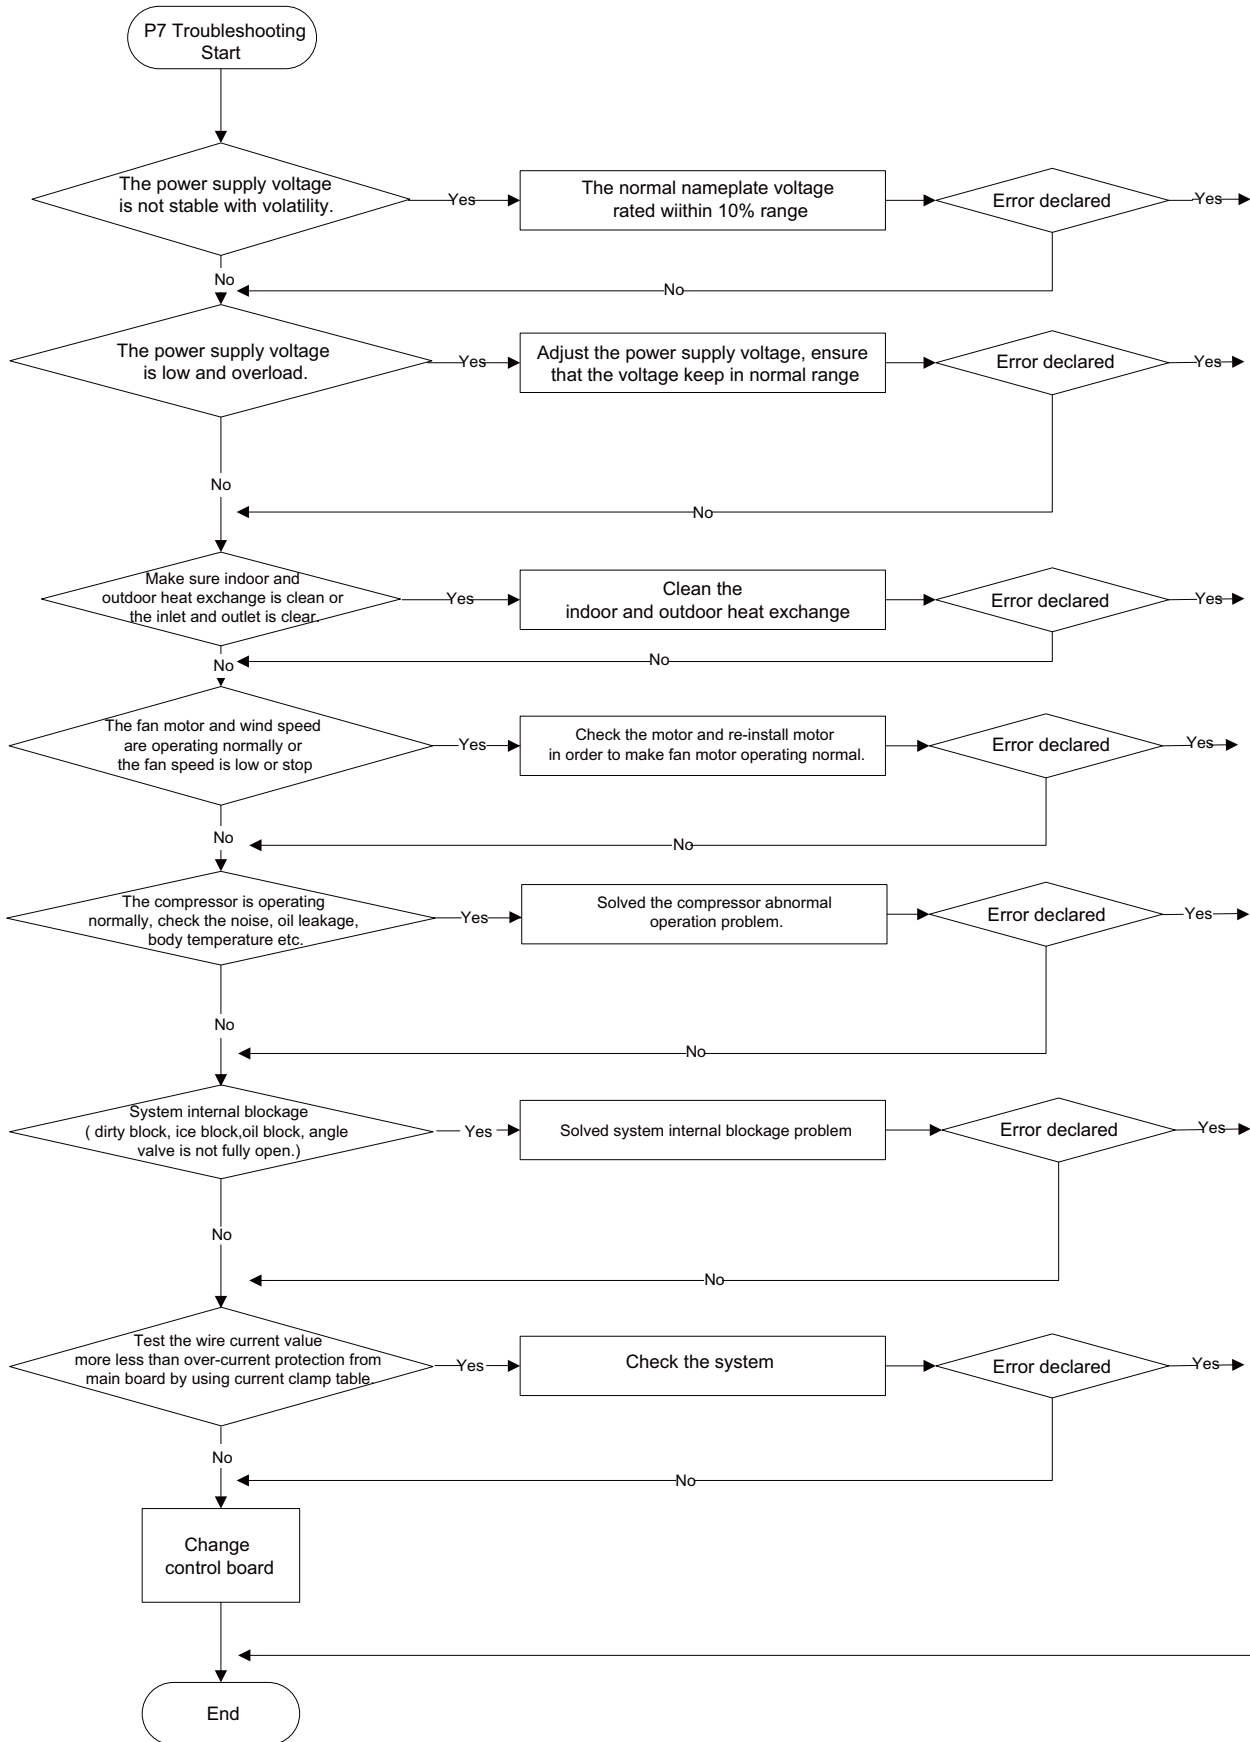 P7 Troubleshooting
Start
The power supply voltage
is not stable with volatility.
Yes
The normal nameplate voltage
rated wiithin 10% range
Error declared
Yes
No
No
The power supply voltage
is low and overload.
Yes
Adjust the power supply voltage, ensure
that the voltage keep in normal range
Error declared
Yes
No
No
Make sure indoor and
outdoor heat exchange is clean or
the inlet and outlet is clear.
Yes
Clean the
indoor and outdoor heat exchange
Error declared
Yes
No
No
The fan motor and wind speed
are operating normally or
the fan speed is low or stop
Yes
Check the motor and re-install motor
in order to make fan motor operating normal.
Error declared
Yes
No
No
The compressor is operating
normally, check the noise, oil leakage,
body temperature etc.
Yes
Solved the compressor abnormal
operation problem.
Error declared
Yes
No
No
System internal blockage
( dirty block, ice block,oil block, angle
valve is not fully open.)
Yes
Solved system internal blockage problem
Error declared
Yes
No
No
Test the wire current value
more less than over-current protection from
main board by using current clamp table.
Yes
Check the system
Error declared
Yes
No
No
Change
control board
End